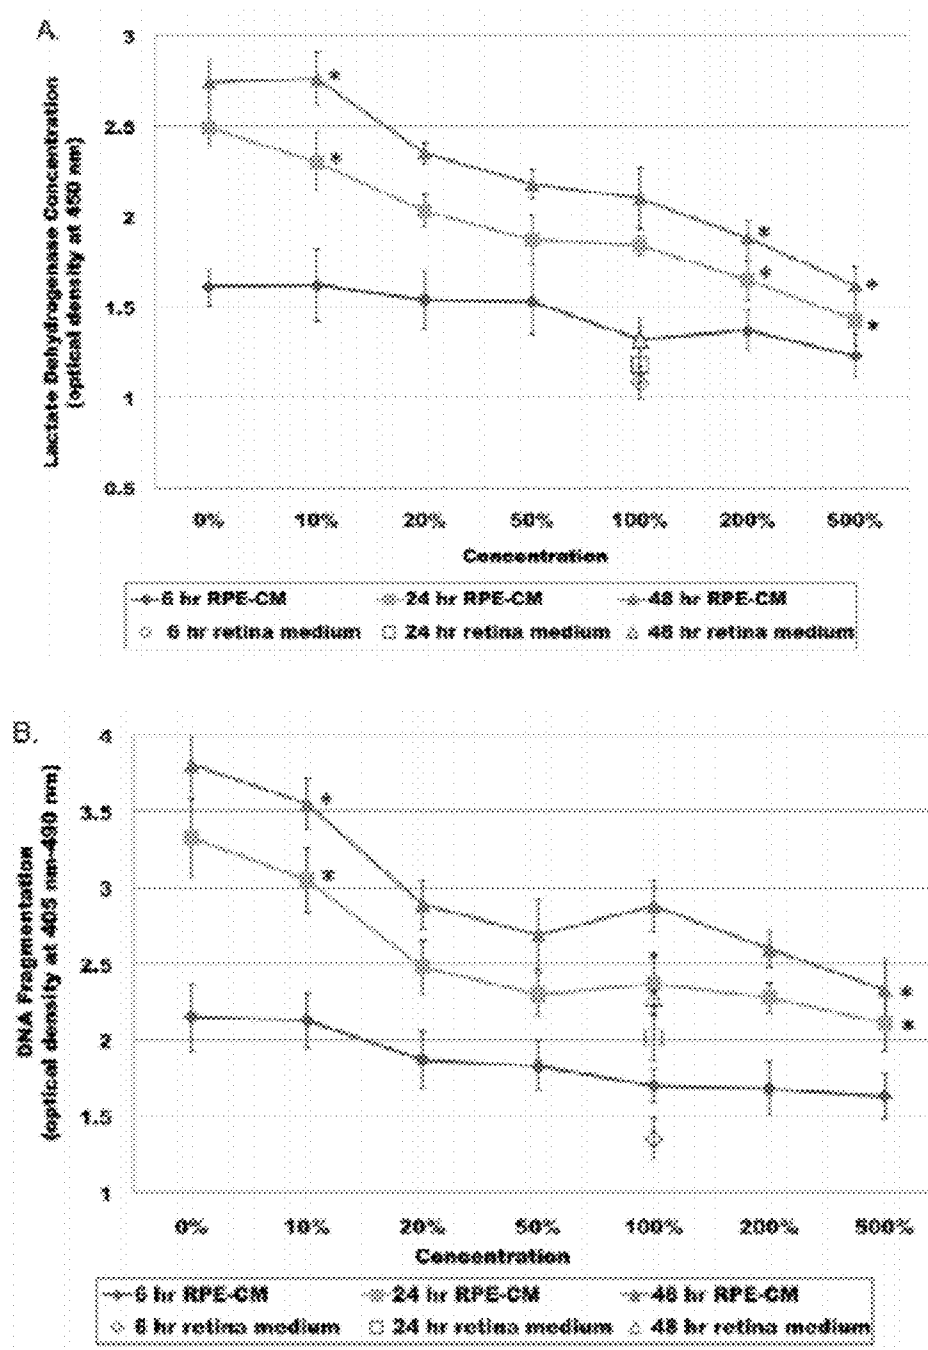 A.
Lactate Dehydrogenase Concentration
(optical density at 450 nm)
3
2.5
2
1.5
1
0.5
0% 10% 20% 50% 100% 200% 500%
Concentration
6 hr RPE-CM 24 hr RPE-CM 48 hr RPE-CM
6 hr retina medium 24 hr retina medium 48 hr retina medium
B.
DNA Fragmentation
(optical density at 405 nm-490 nm)
4
3.5
3
2.5
2
1.5
1
0% 10% 20% 50% 100% 200% 500%
Concentration
6 hr RPE-CM 24 hr RPE-CM 48 hr RPE-CM
6 hr retina medium 24 hr retina medium 48 hr retina medium